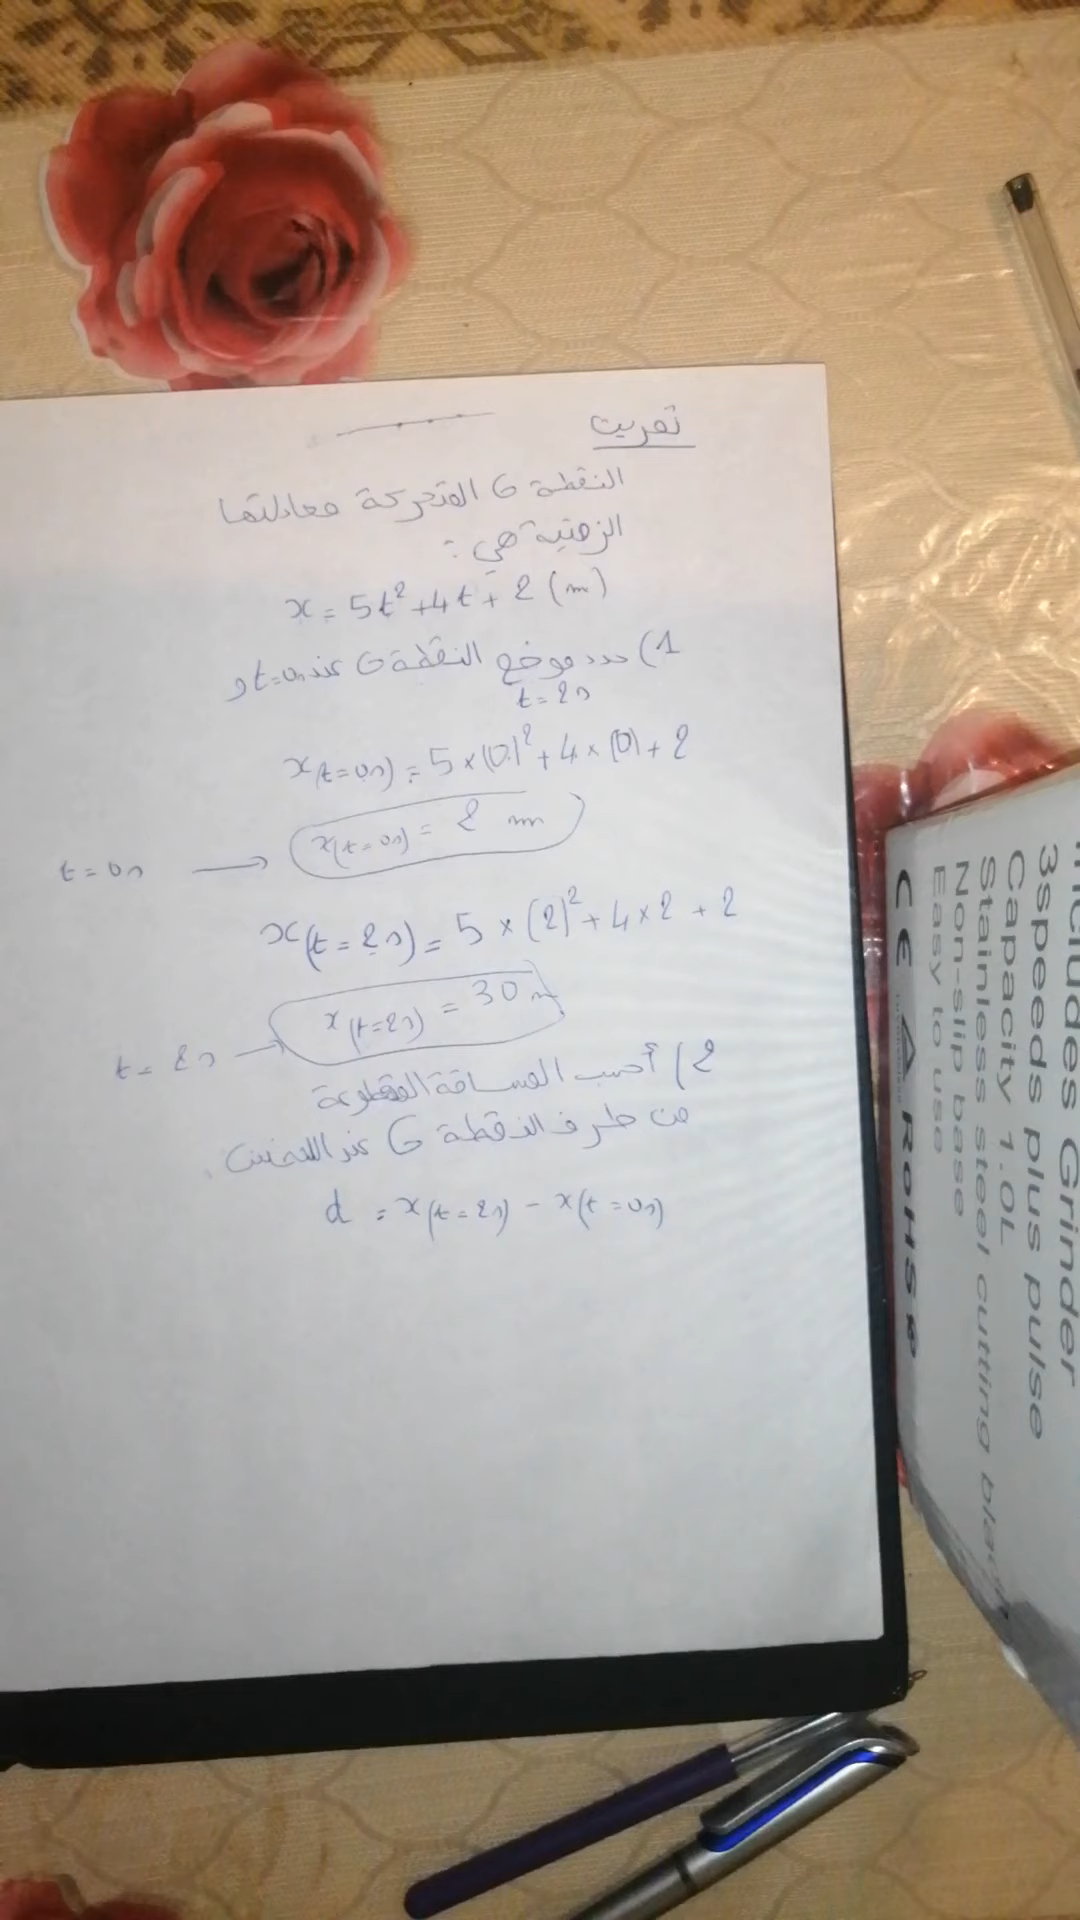 تمرين
النقطة G المتحركة معادلتها
الزمنية هي :
x = 5t² + 4t + 2 (m)
1) حدد موضع النقطة G عند t=0s و
t=2s
x(t=0s) = 5×(0)² + 4×(0) + 2
x(t=0s) = 2 m
t=0s →
x(t=2s) = 5×(2)² + 4×2 + 2
x(t=2s) = 30 m
t=2s →
2) أحسب المسافة المقطوعة
من طرف النقطة G عند اللحظتين.
d = x(t=2s) - x(t=0s)
Includes Grinder
3speeds plus pulse
Capacity 1.0L
Stainless steel cutting blade
Non-slip base
Easy to use
CE RoHS